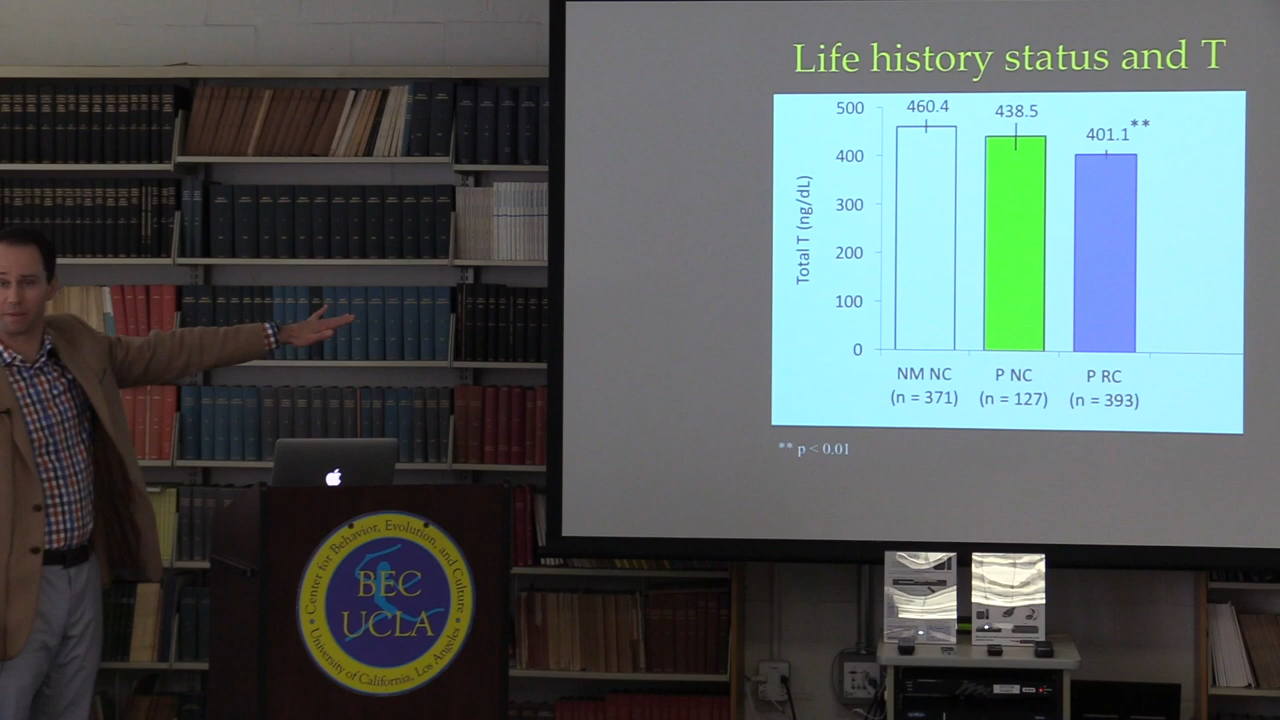 Life history status and T
500
400
300
200
100
0
Total T (ng/dL)
460.4
438.5
401.1**
NM NC
(n = 371)
P NC
(n = 127)
P RC
(n = 393)
** p < 0.01
Center for Behavior, Evolution, and Culture
BEC
UCLA
University of California, Los Angeles